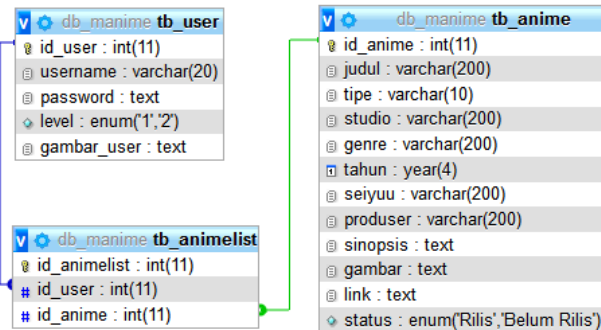 db_manime tb_user
id_user : int(11)
username : varchar(20)
password : text
level : enum('1','2')
gambar_user : text
db_manime tb_animelist
id_animelist : int(11)
# id_user : int(11)
# id_anime : int(11)
db_manime tb_anime
id_anime : int(11)
judul : varchar(200)
tipe : varchar(10)
studio : varchar(200)
genre : varchar(200)
tahun : year(4)
seiyuu : varchar(200)
produser : varchar(200)
sinopsis : text
gambar : text
link : text
status : enum('Rilis','Belum Rilis')